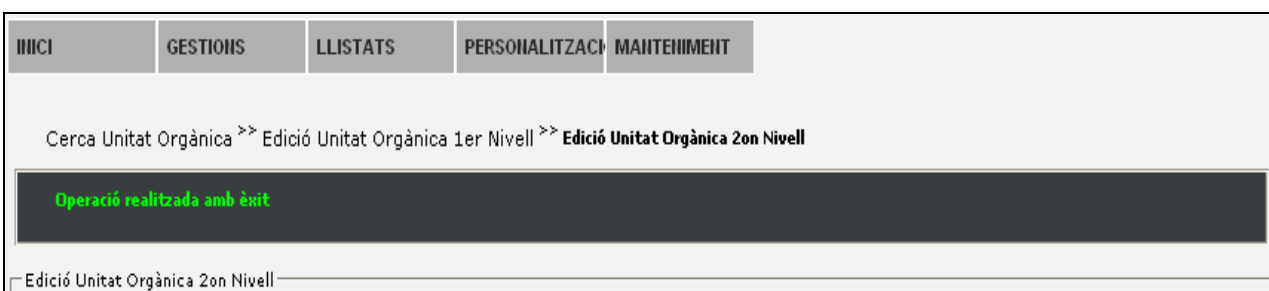 INICI GESTIONS LLISTATS PERSONALITZACI MANTENIMENT
Cerca Unitat Orgànica >> Edició Unitat Orgànica 1er Nivell >> Edició Unitat Orgànica 2on Nivell
Operació realitzada amb èxit
Edició Unitat Orgànica 2on Nivell